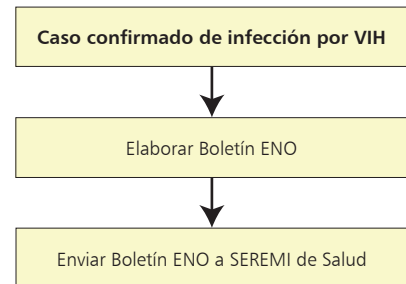 Caso confirmado de infección por VIH
Elaborar Boletín ENO
Enviar Boletín ENO a SEREMI de Salud